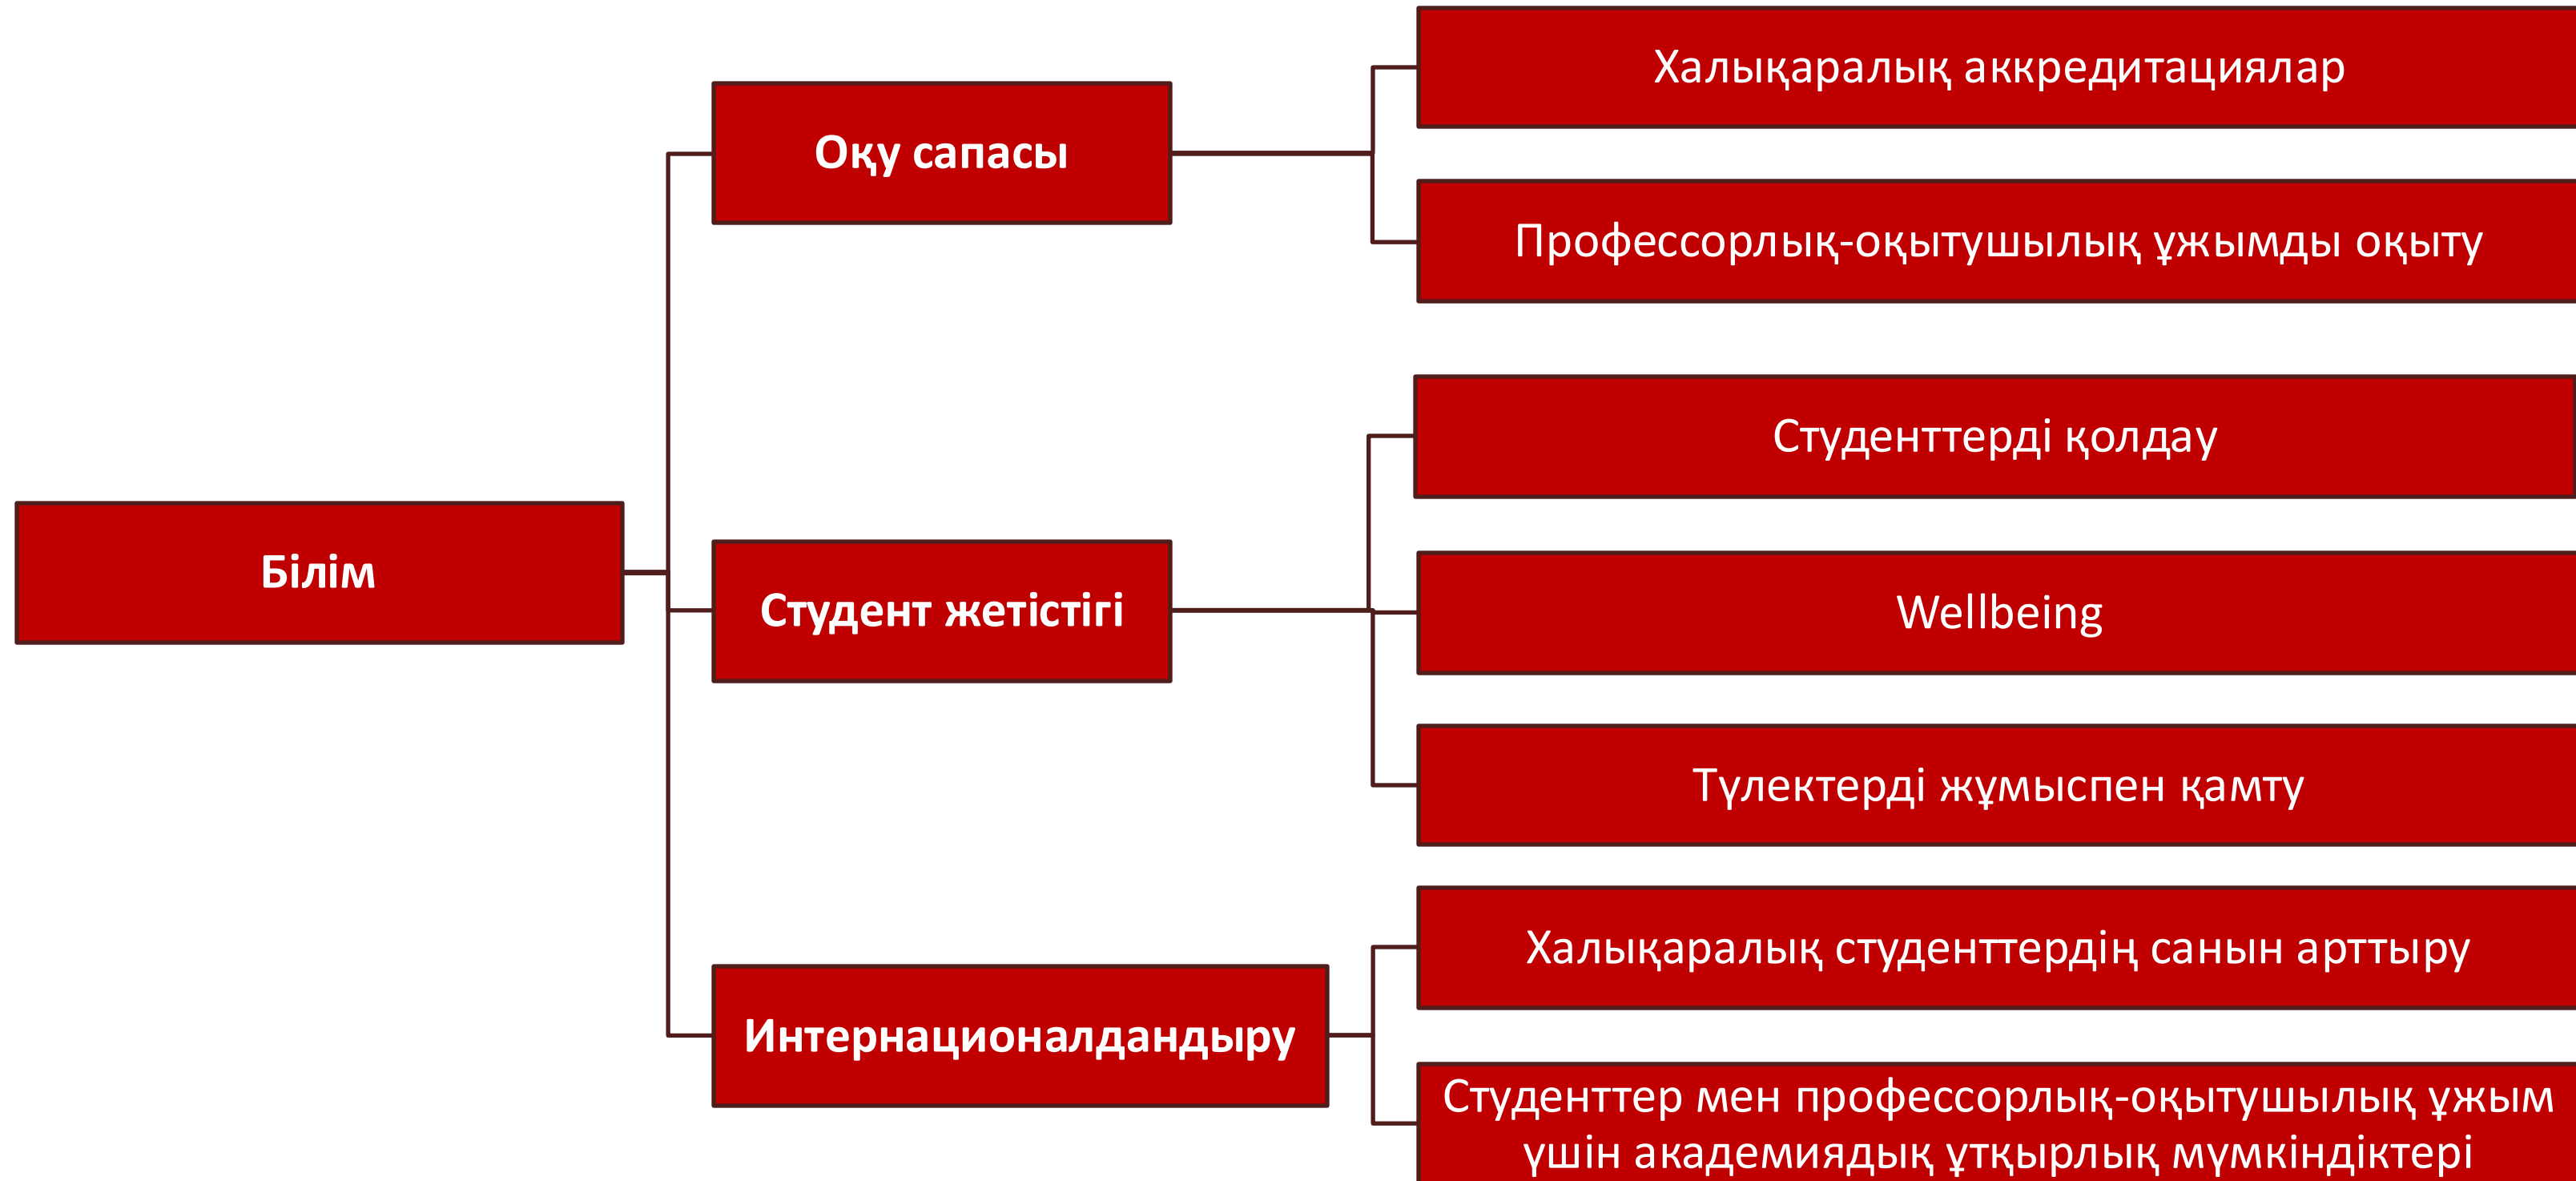 Білім
Оқу сапасы
Халықаралық аккредитациялар
Профессорлық-оқытушылық ұжымды оқыту
Студент жетістігі
Студенттерді қолдау
Wellbeing
Түлектерді жұмыспен қамту
Интернационалдандыру
Халықаралық студенттердің санын арттыру
Студенттер мен профессорлық-оқытушылық ұжым
үшін академиядық ұтқырлық мүмкіндіктері